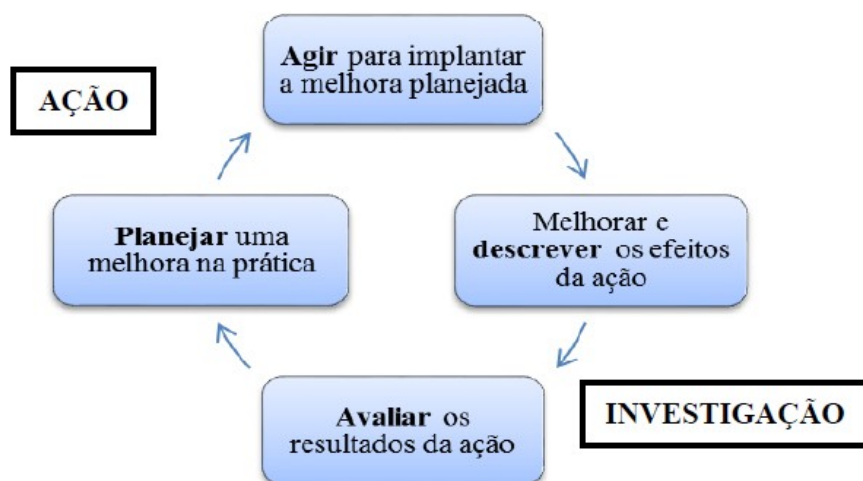 Agir para implantar
a melhora planejada
AÇÃO
Planejar uma
melhora na prática
Melhorar e
descrever os efeitos
da ação
Avaliar os
resultados da ação
INVESTIGAÇÃO